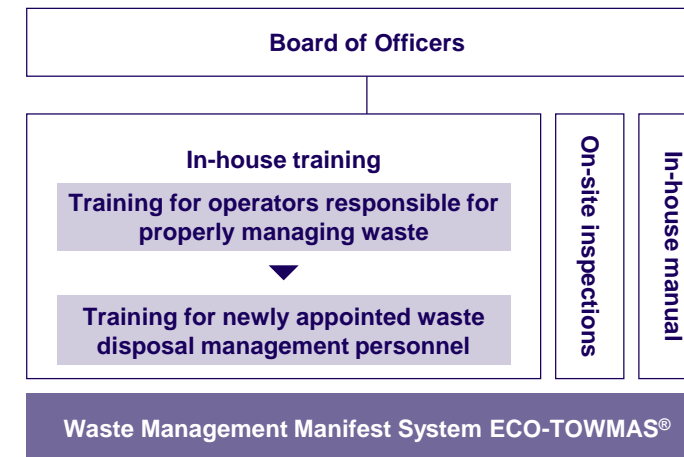 Board of Officers
In-house training
Training for operators responsible for
properly managing waste
Training for newly appointed waste
disposal management personnel
On-site inspections
In-house manual
Waste Management Manifest System ECO-TOWMAS®